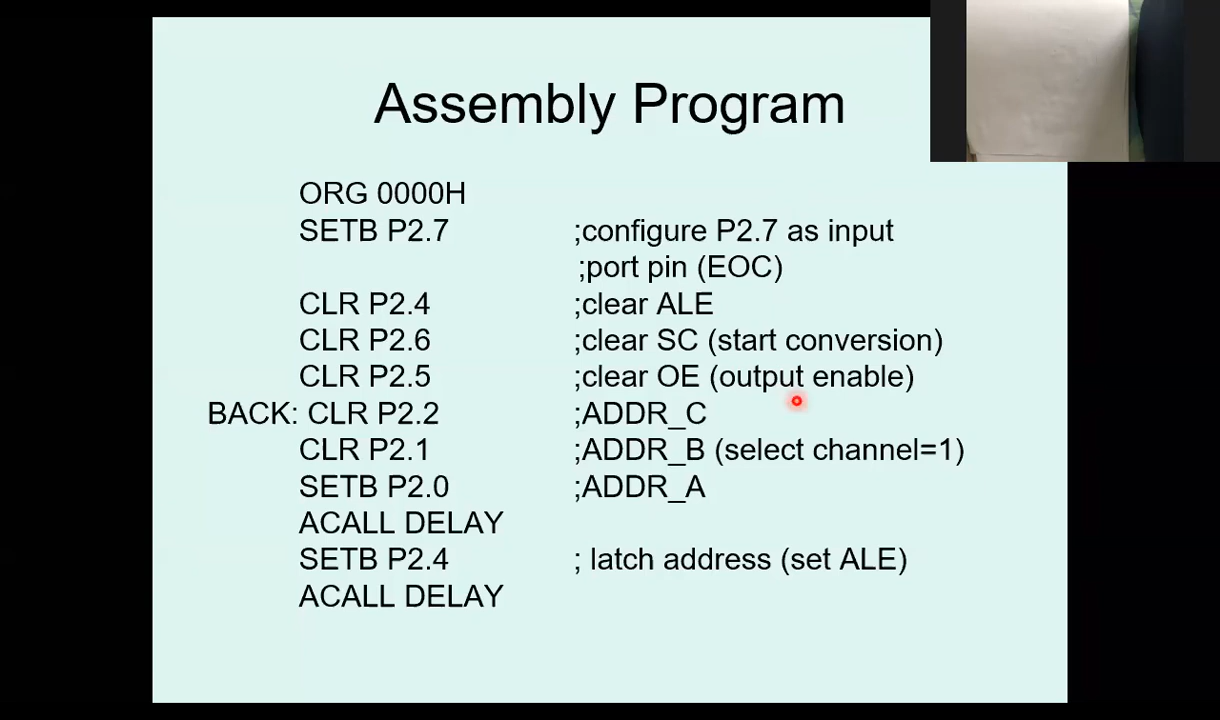 Assembly Program
ORG 0000H
SETB P2.7 ;configure P2.7 as input
;port pin (EOC)
CLR P2.4 ;clear ALE
CLR P2.6 ;clear SC (start conversion)
CLR P2.5 ;clear OE (output enable)
BACK: CLR P2.2 ;ADDR_C
CLR P2.1 ;ADDR_B (select channel=1)
SETB P2.0 ;ADDR_A
ACALL DELAY
SETB P2.4 ; latch address (set ALE)
ACALL DELAY